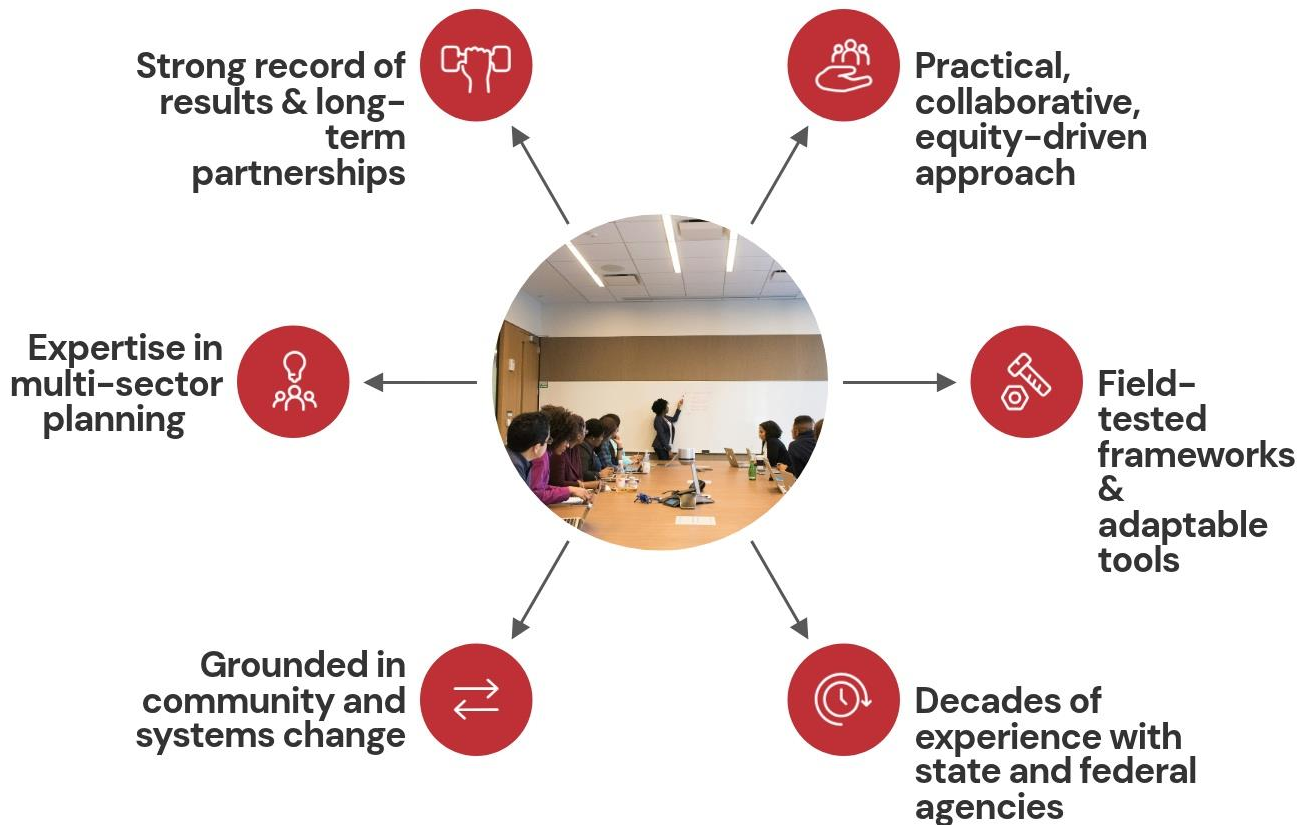 Strong record of
results & long-
term
partnerships
Practical,
collaborative,
equity-driven
approach
Expertise in
multi-sector
planning
Field-
tested
frameworks
&
adaptable
tools
Grounded in
community and
systems change
Decades of
experience with
state and federal
agencies